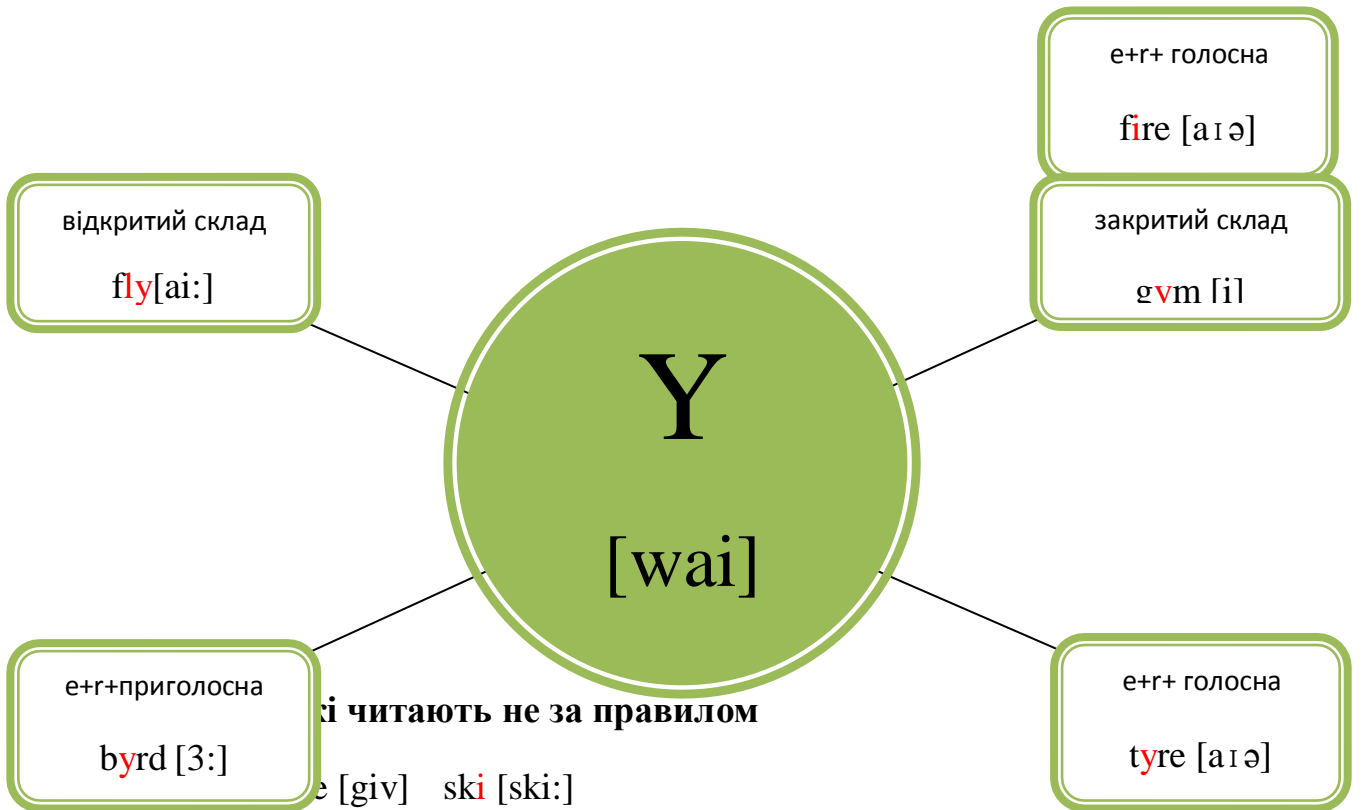 e+r+ голосна
fire [aɪə]
відкритий склад
fly[ai:]
закритий склад
gym [i]
Y
[wai]
e+r+приголосна
byrd [3:]
e+r+ голосна
tyre [aɪə]
кі читають не за правилом
e [giv] ski [ski:]